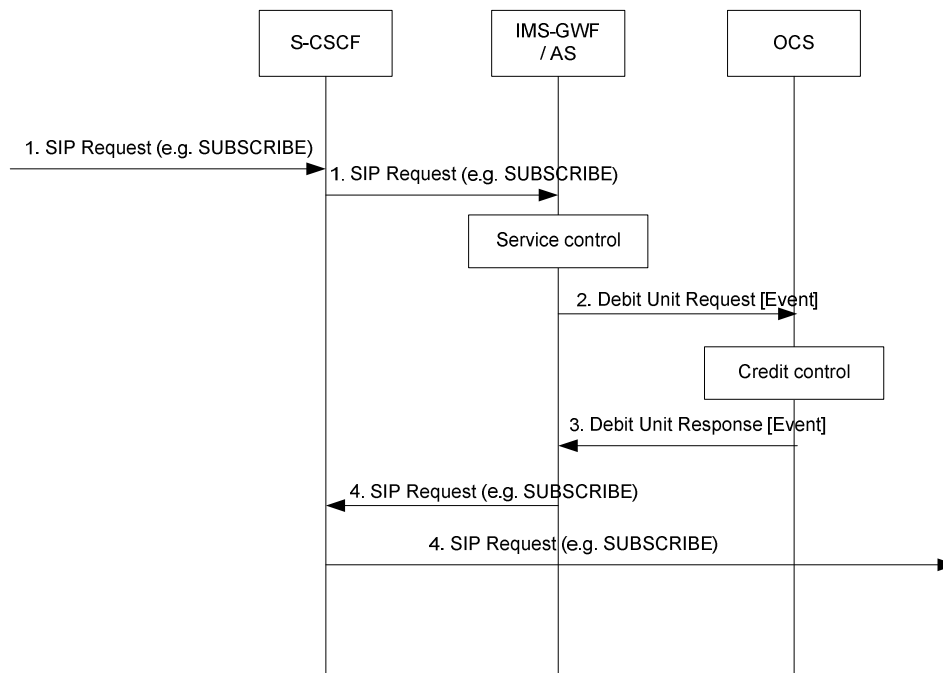 S-CSCF
IMS-GWF
/ AS
OCS
1. SIP Request (e.g. SUBSCRIBE)
1. SIP Request (e.g. SUBSCRIBE)
Service control
2. Debit Unit Request [Event]
Credit control
3. Debit Unit Response [Event]
4. SIP Request (e.g. SUBSCRIBE)
4. SIP Request (e.g. SUBSCRIBE)